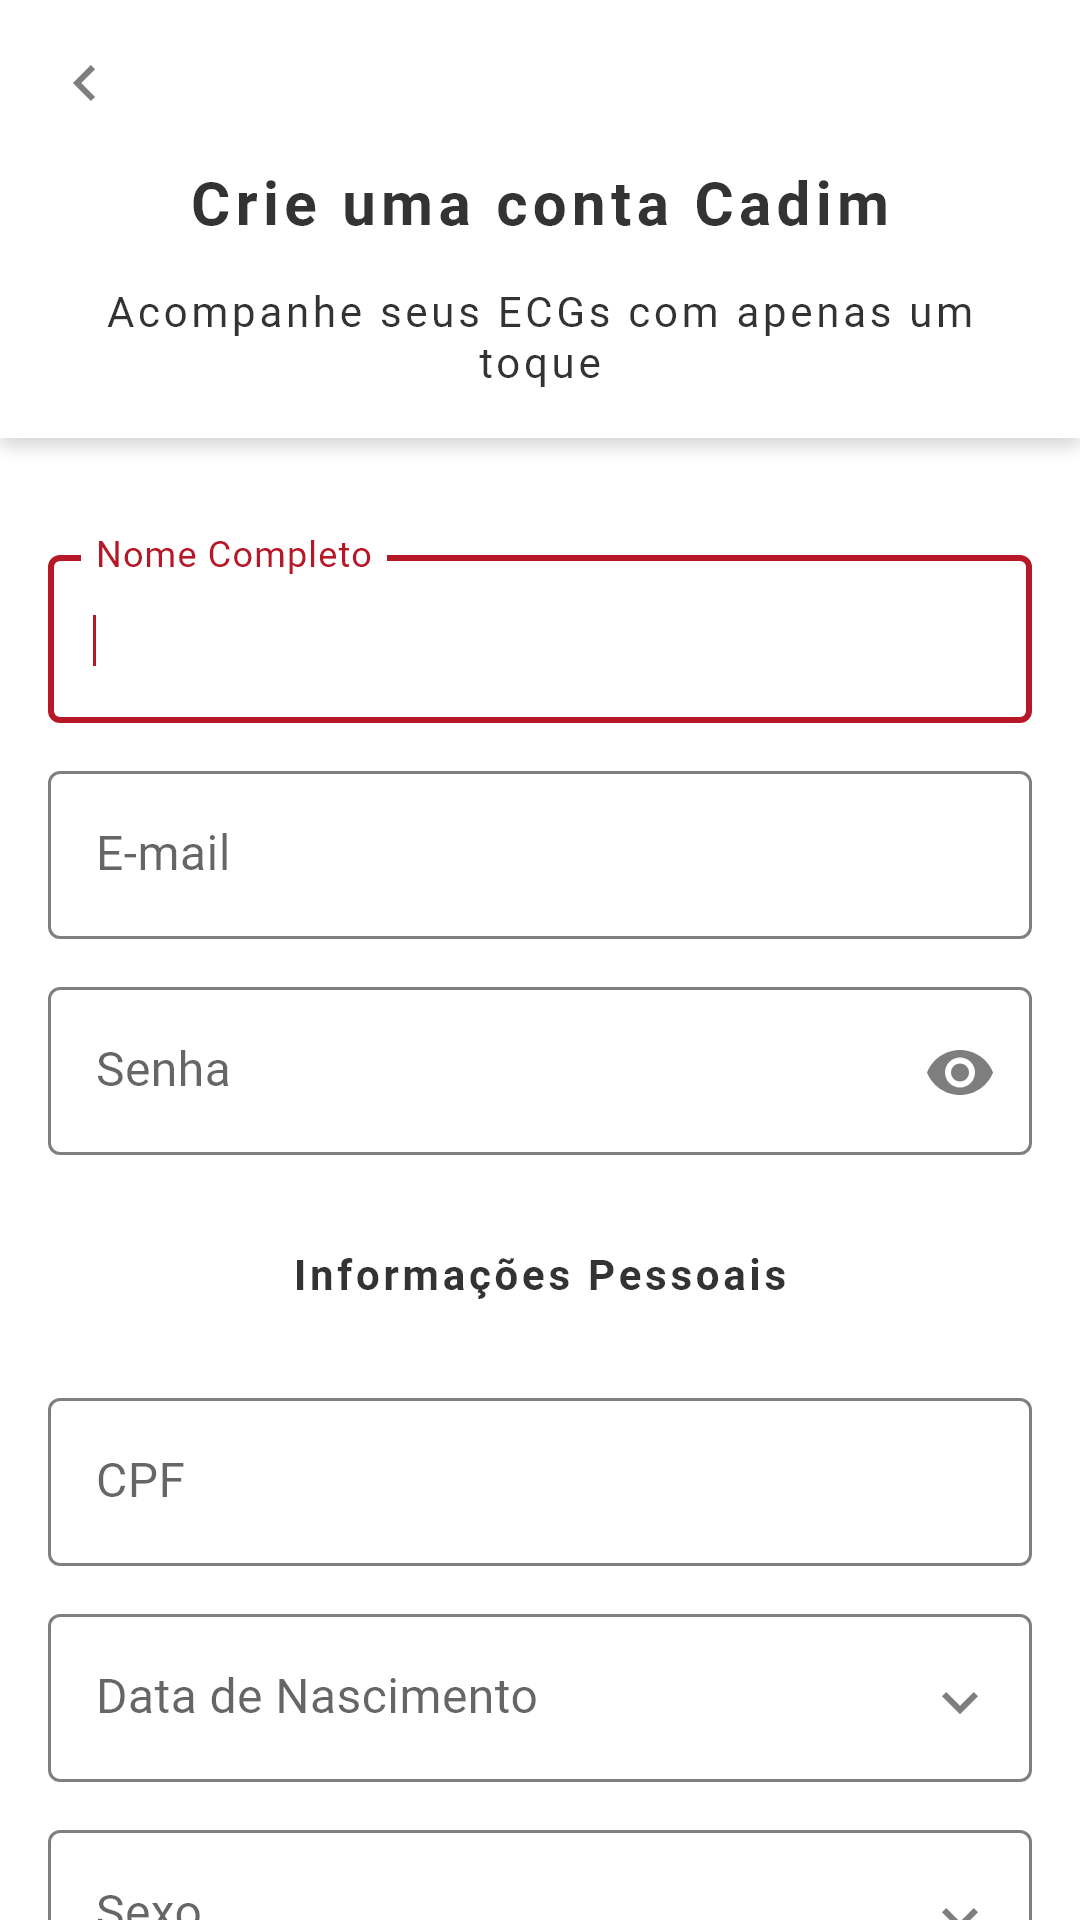 Crie uma conta Cadim
Acompanhe seus ECGs com apenas um
toque
Nome Completo
E-mail
Senha
Informações Pessoais
CPF
Data de Nascimento
Sexo